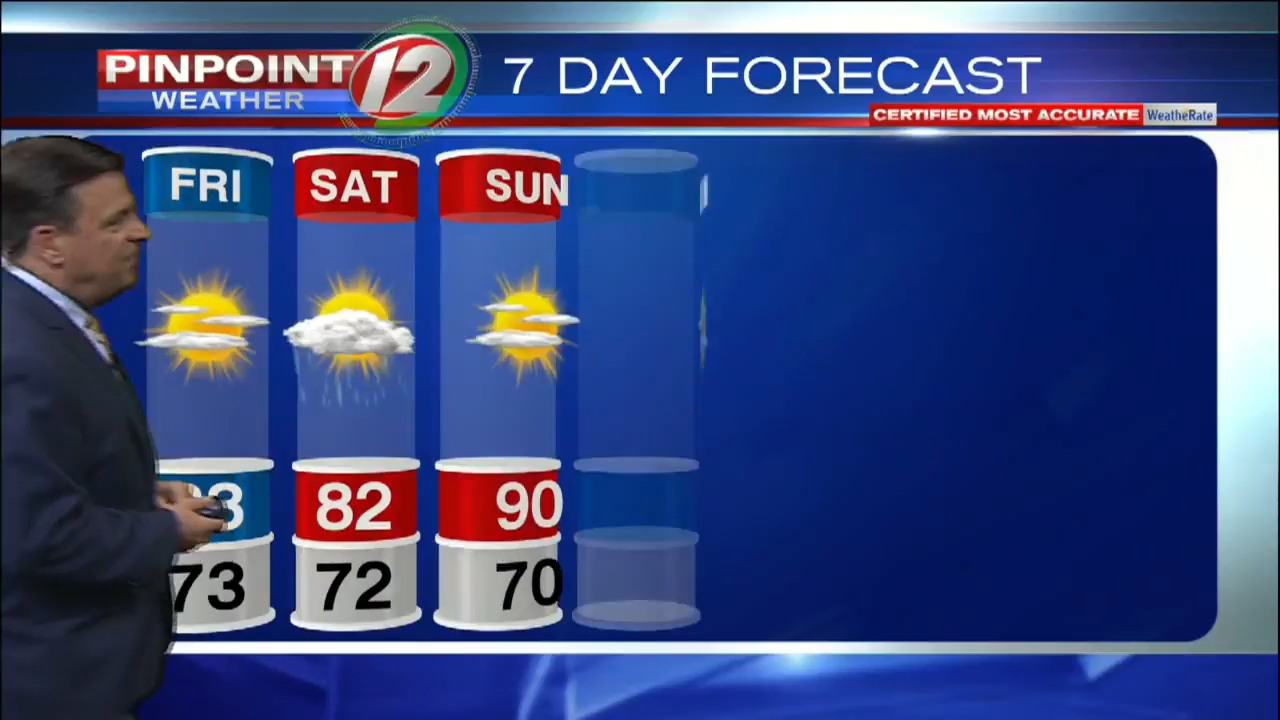 PINPOINT
WEATHER
12
7 DAY FORECAST
CERTIFIED MOST ACCURATE WeatheRate
FRI SAT SUN
82 90
73 72 70